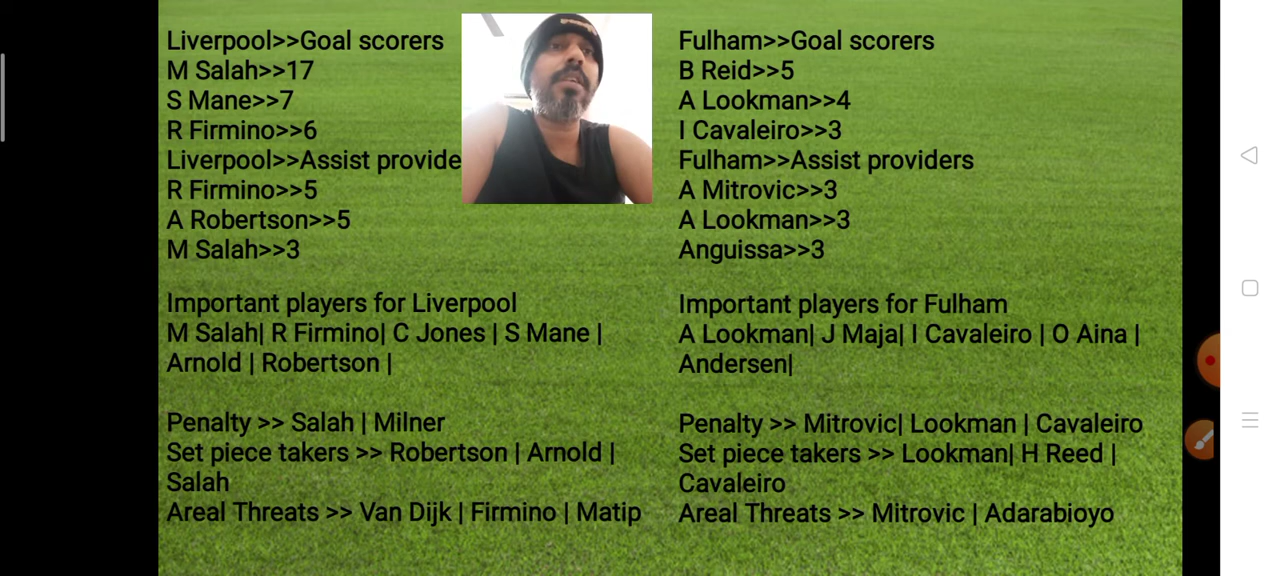 Liverpool>>Goal scorers
M Salah>>17
S Mane>>7
R Firmino>>6
Liverpool>>Assist provide
R Firmino>>5
A Robertson>>5
M Salah>>3
Important players for Liverpool
M Salah| R Firmino| C Jones | S Mane |
Arnold | Robertson |
Penalty >> Salah | Milner
Set piece takers >> Robertson | Arnold |
Salah
Areal Threats >> Van Dijk | Firmino | Matip
Fulham>>Goal scorers
B Reid>>5
A Lookman>>4
I Cavaleiro>>3
Fulham>>Assist providers
A Mitrovic>>3
A Lookman>>3
Anguissa>>3
Important players for Fulham
A Lookman| J Maja| I Cavaleiro | O Aina |
Andersen|
Penalty >> Mitrovic| Lookman | Cavaleiro
Set piece takers >> Lookman| H Reed |
Cavaleiro
Areal Threats >> Mitrovic | Adarabioyo